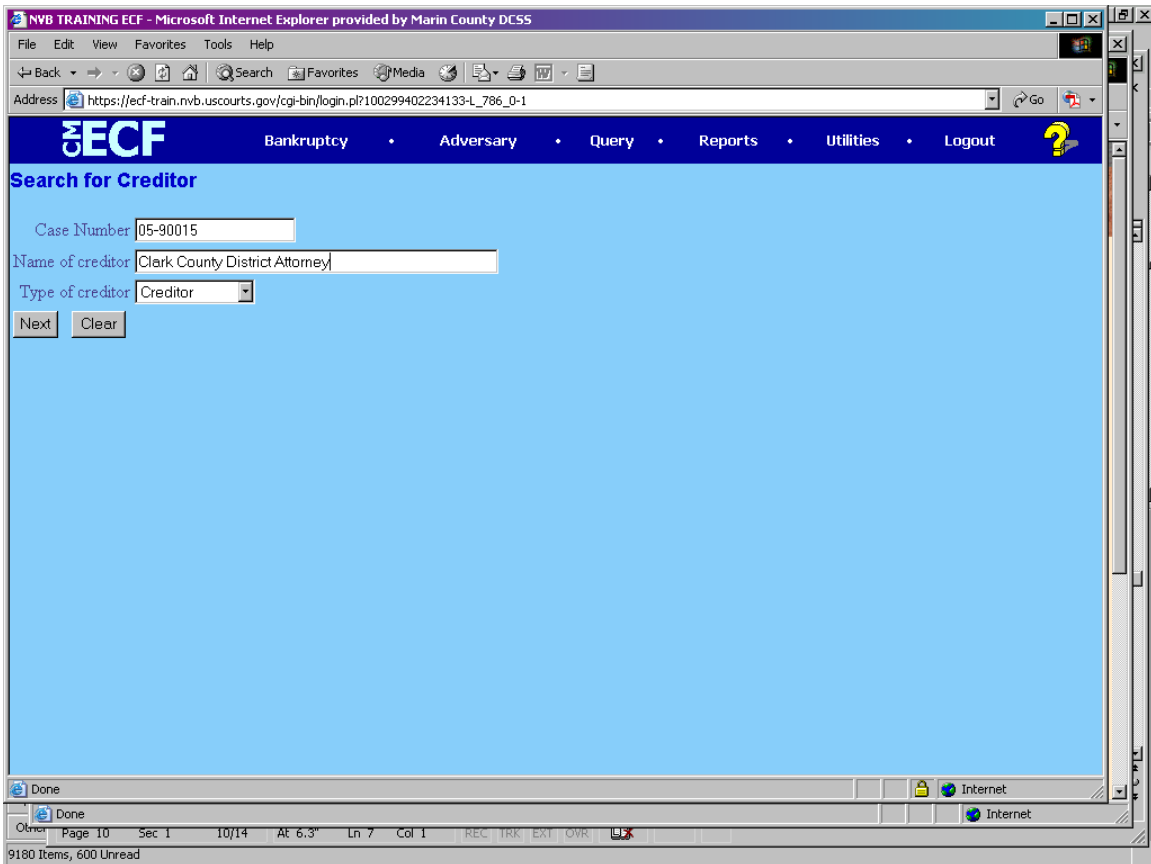 NVB TRAINING ECF - Microsoft Internet Explorer provided by Marin County DCSS
File Edit View Favorites Tools Help
Back Search Favorites Media
Address https://ecf-train.nvb.uscourts.gov/cgi-bin/login.pl?100299402234133-L_786_0-1 Go
CM ECF Bankruptcy • Adversary • Query • Reports • Utilities • Logout ?
Search for Creditor
Case Number 05-90015
Name of creditor Clark County District Attorney
Type of creditor Creditor
Next Clear
Done Internet
Done Internet
Page 10 Sec 1 10/14 At 6.3" Ln 7 Col 1 REC TRK EXT OVR
9180 Items, 600 Unread